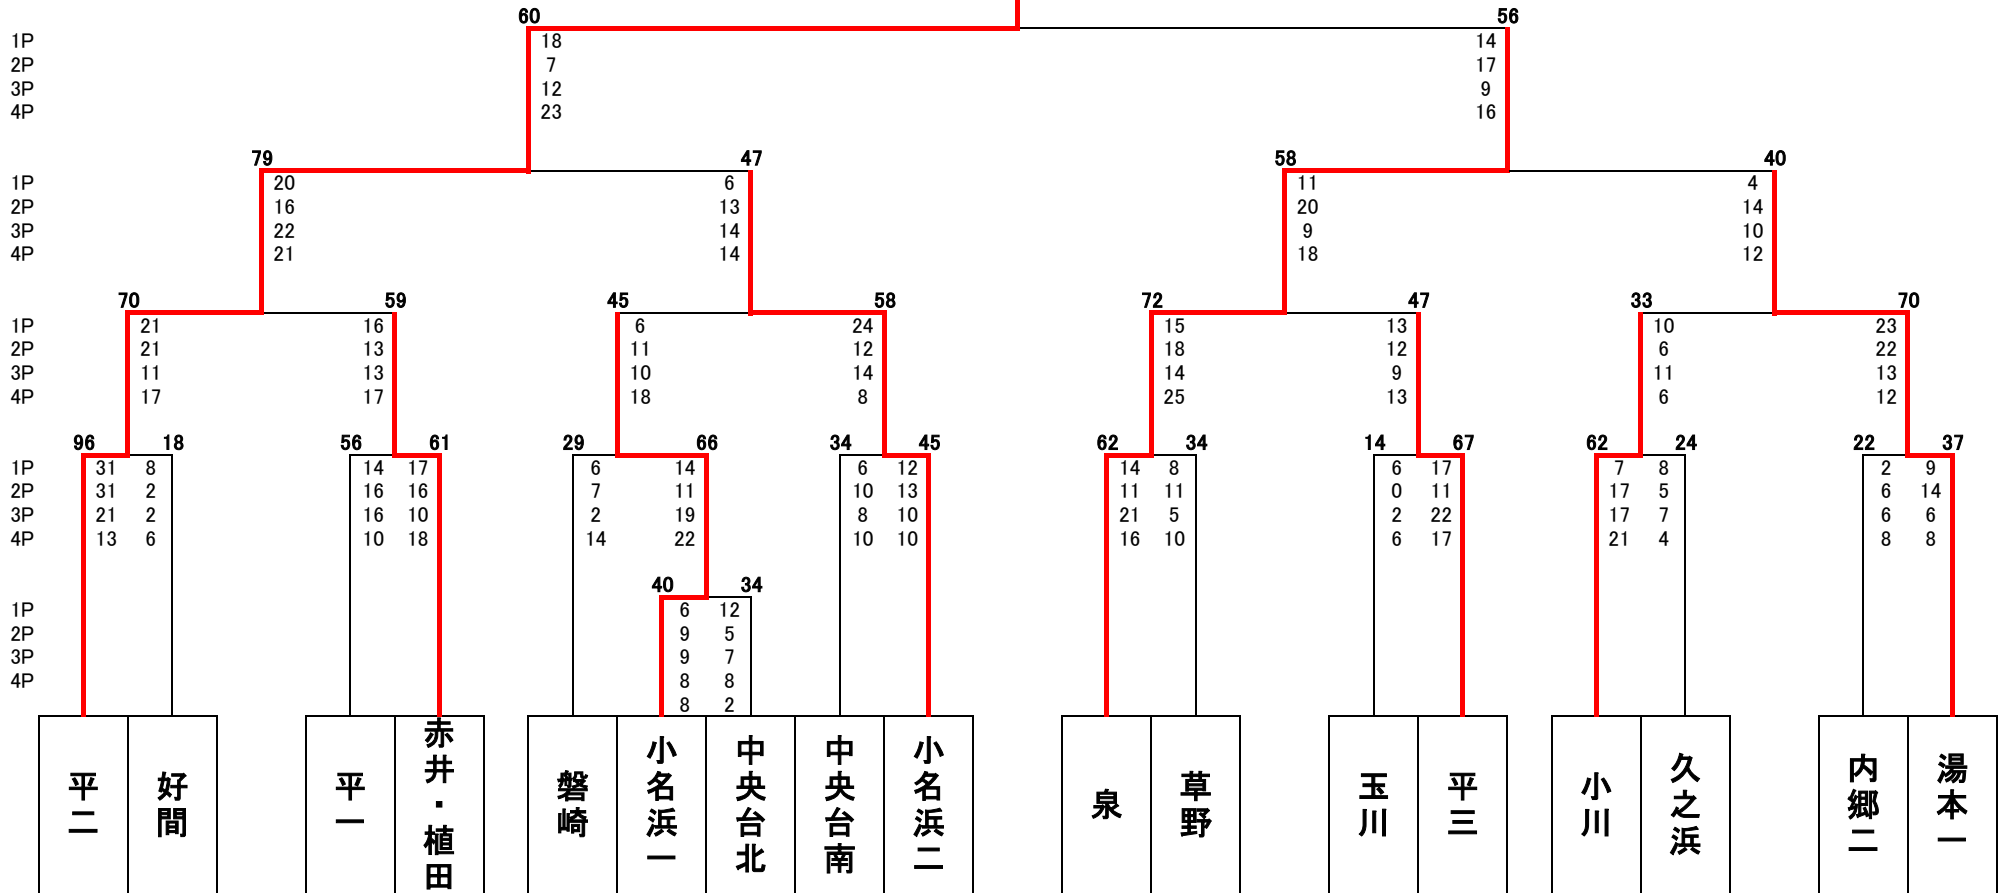 60 56
1P 18 14
2P 7 17
3P 12 9
4P 23 16
79 47 58 40
1P 20 6 11 4
2P 16 13 20 14
3P 22 14 9 10
4P 21 14 18 12
70 59 45 58 72 47 33 70
1P 21 16 6 24 15 13 10 23
2P 21 13 11 12 18 12 6 22
3P 11 13 10 14 14 9 11 13
4P 17 17 18 8 25 13 6 12
96 18 56 61 29 66 34 45 62 34 14 67 62 24 22 37
1P 31 8 14 17 6 14 6 12 14 8 6 17 7 8 2 9
2P 31 2 16 16 7 11 10 13 11 11 0 11 17 5 6 14
3P 21 2 16 10 2 19 8 10 21 5 2 22 17 7 6 6
4P 13 6 10 18 14 22 10 10 16 10 6 17 21 4 8 8
40 34
1P 6 12
2P 9 5
3P 9 7
4P 8 8
8 2
平二
好間
平一
赤井・植田
磐崎
小名浜一
中央台北
中央台南
小名浜二
泉
草野
玉川
平三
小川
久之浜
内郷二
湯本一